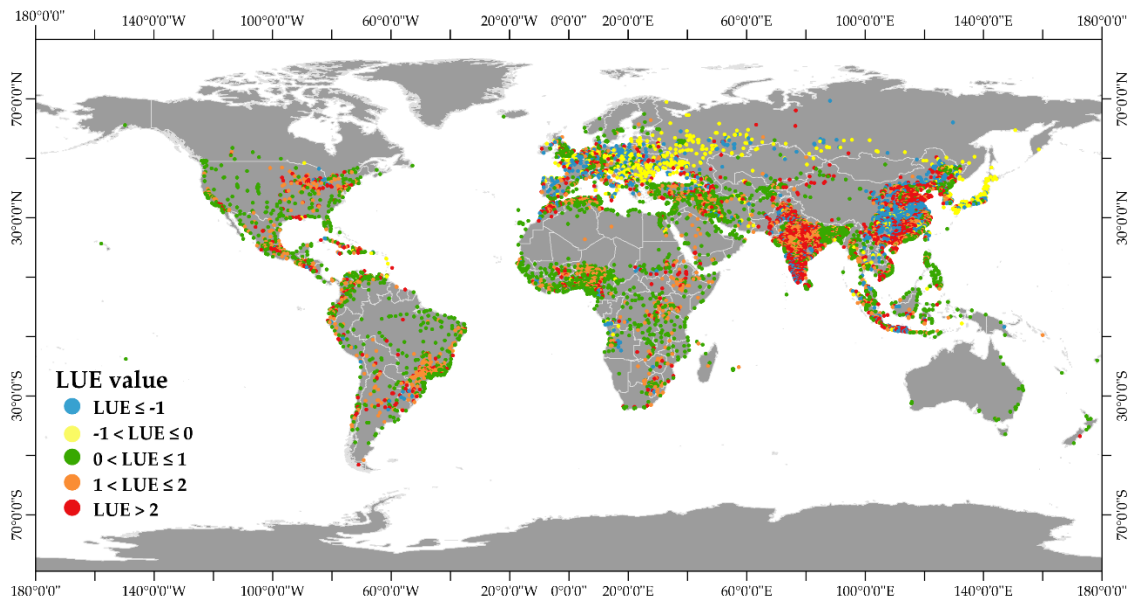 180°0'0" 140°0'0"W 100°0'0"W 60°0'0"W 20°0'0"W 0°0'0"E 20°0'0"E 60°0'0"E 100°0'0"E 140°0'0"E 180°0'0"
70°0'0"N 70°0'0"N
30°0'0"N 30°0'0"N
LUE value
LUE ≤ -1
-1 < LUE ≤ 0
0 < LUE ≤ 1
1 < LUE ≤ 2
LUE > 2
30°0'0"S 30°0'0"S
70°0'0"S 70°0'0"S
180°0'0" 140°0'0"W 100°0'0"W 60°0'0"W 20°0'0"W 0°0'0"E 20°0'0"E 60°0'0"E 100°0'0"E 140°0'0"E 180°0'0"